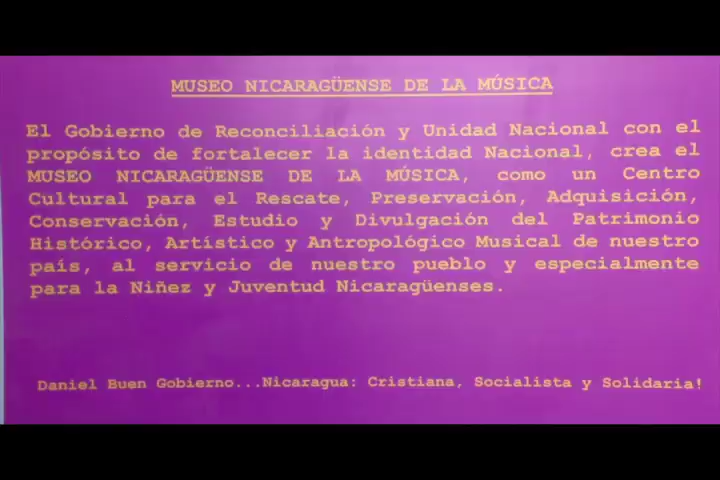 MUSEO NICARAGÜENSE DE LA MÚSICA
El Gobierno de Reconciliación y Unidad Nacional con el
propósito de fortalecer la identidad Nacional, crea el
MUSEO NICARAGÜENSE DE LA MÚSICA, como un Centro
Cultural para el Rescate, Preservación, Adquisición,
Conservación, Estudio y Divulgación del Patrimonio
Histórico, Artístico y Antropológico Musical de nuestro
país, al servicio de nuestro pueblo y especialmente
para la Niñez y Juventud Nicaragüenses.
Daniel Buen Gobierno...Nicaragua: Cristiana, Socialista y Solidaria!